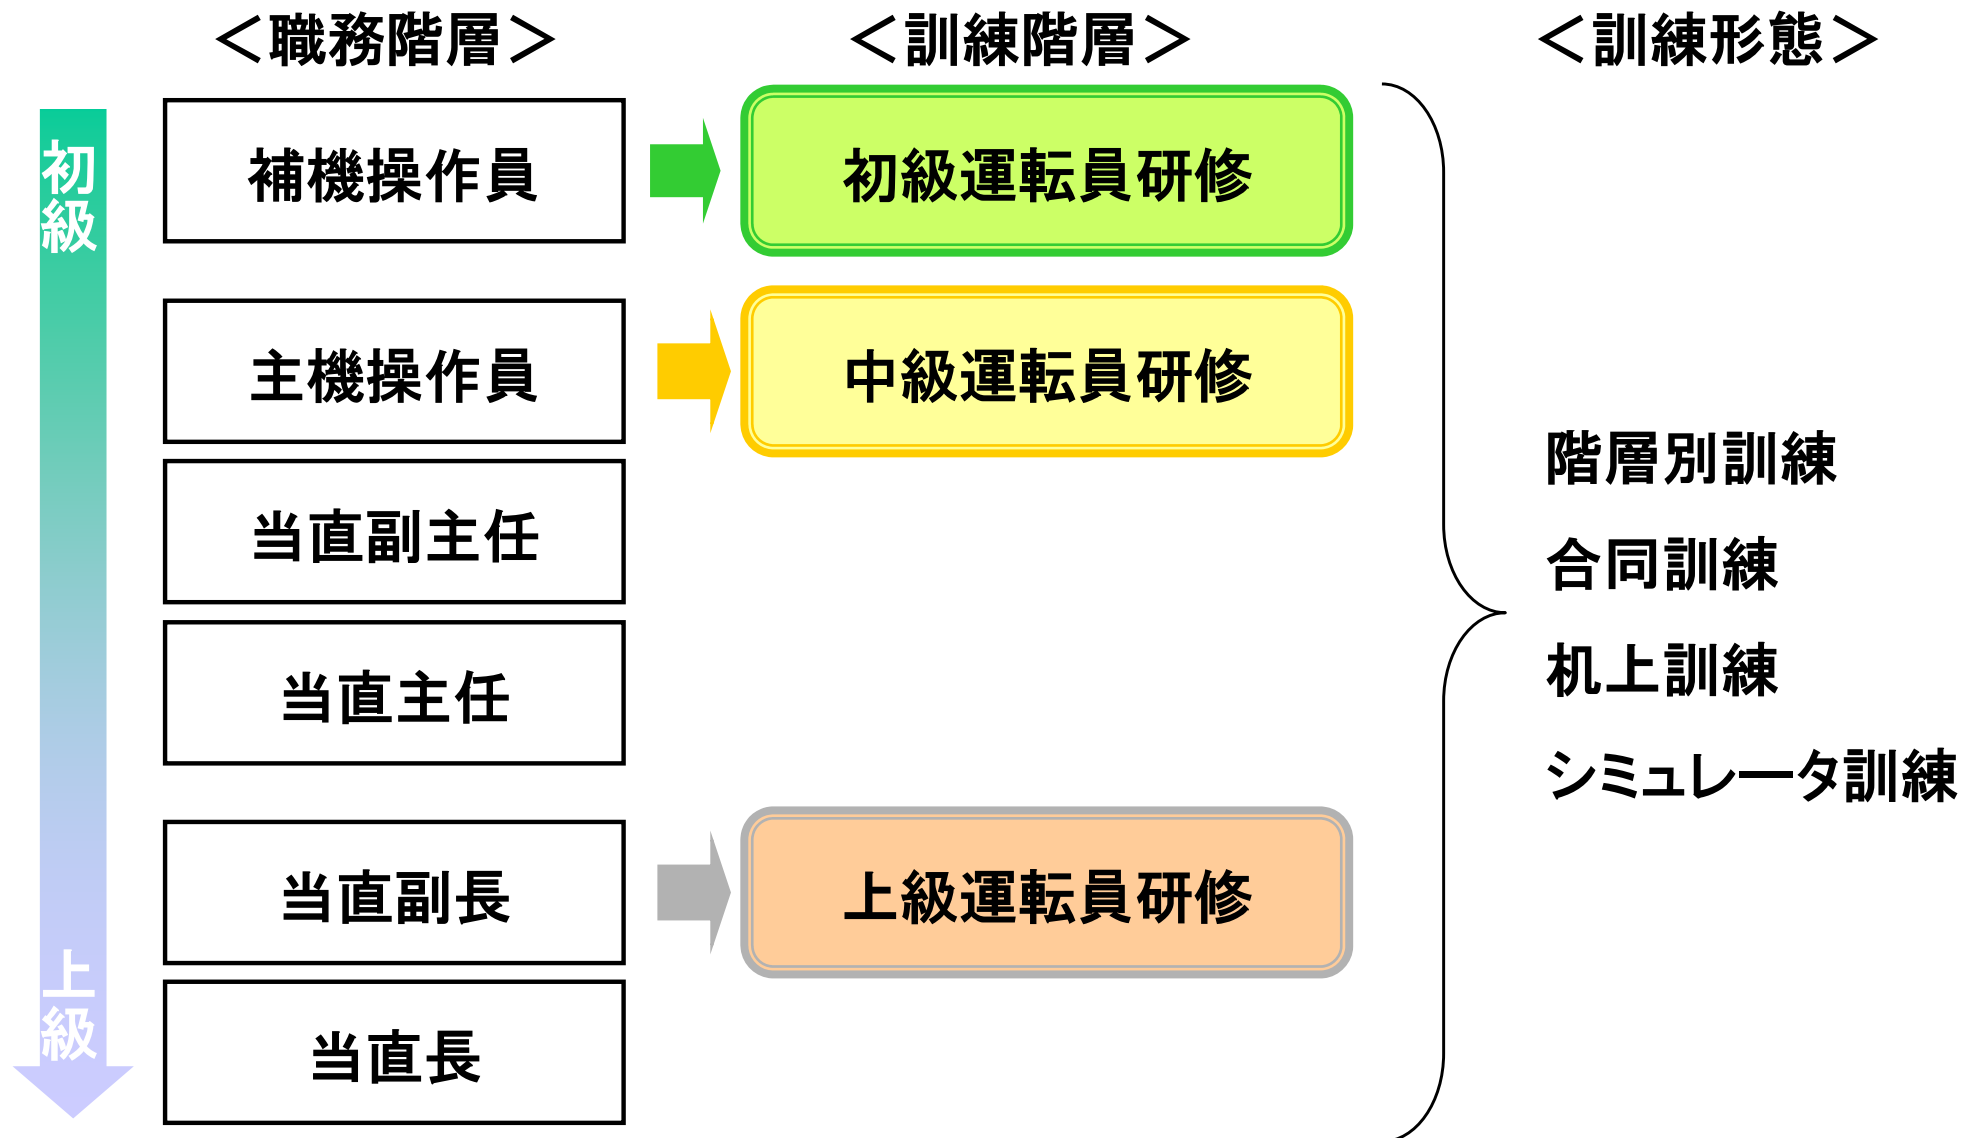 ＜職務階層＞
＜訓練階層＞
＜訓練形態＞
初級
上級
補機操作員
初級運転員研修
主機操作員
中級運転員研修
当直副主任
当直主任
当直副長
上級運転員研修
当直長
階層別訓練
合同訓練
机上訓練
シミュレータ訓練